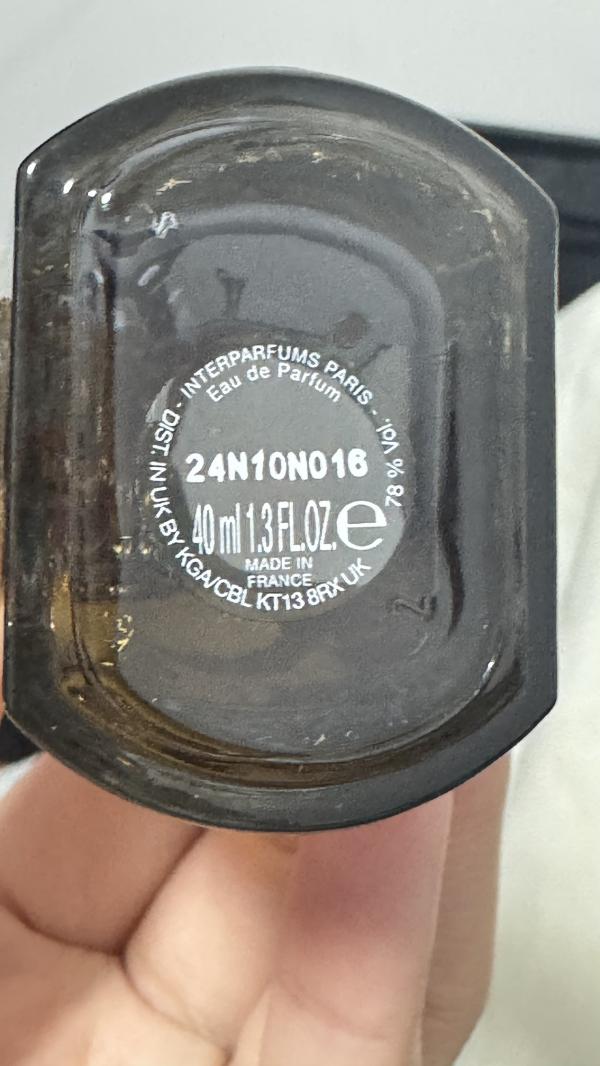 DIST. IN UK BY KGA/CBL KT13 8RX UK - INTERPARFUMS PARIS - 78 % Vol.
Eau de Parfum
24N10N016
40 ml 1.3 FL.OZ. e
MADE IN
FRANCE